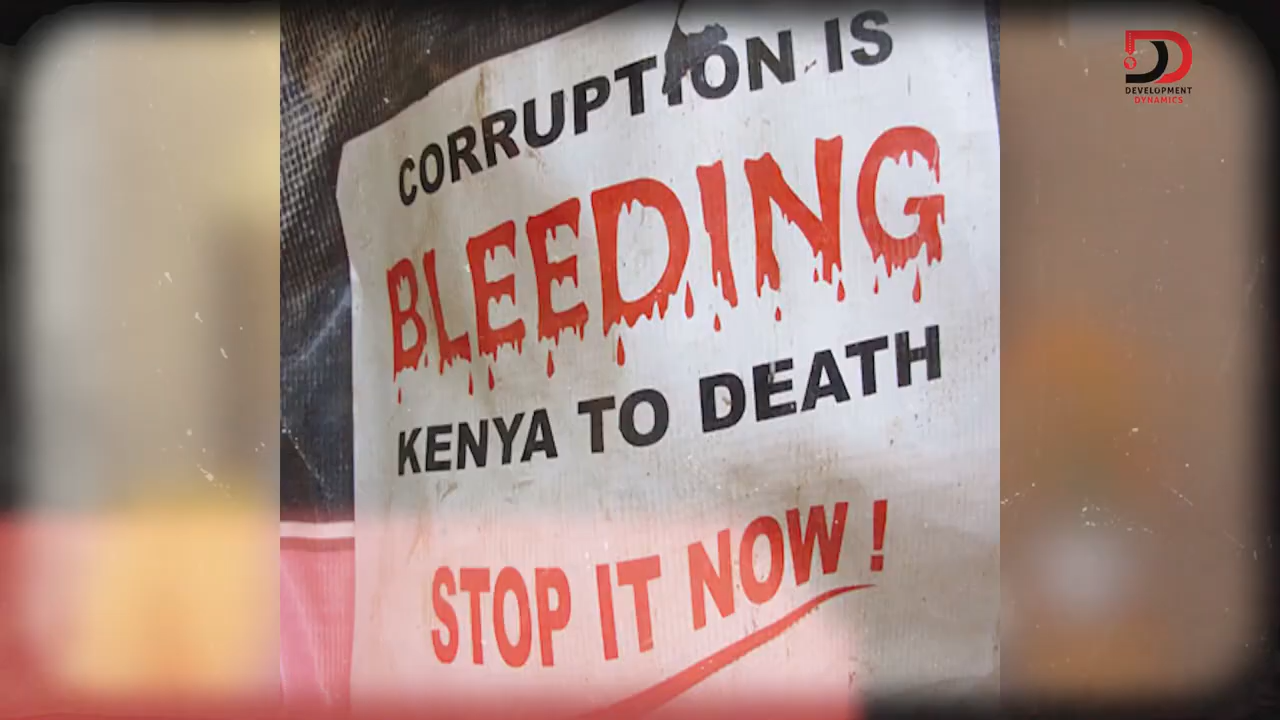 CORRUPTION IS
BLEEDING
KENYA TO DEATH
STOP IT NOW !
DEVELOPMENT
DYNAMICS